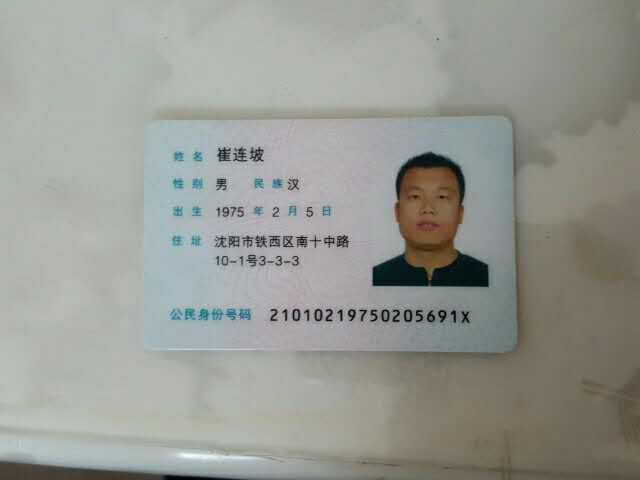 姓名 崔连坡
性别 男 民族 汉
出生 1975 年 2 月 5 日
住址 沈阳市铁西区南十中路
10-1号3-3-3
公民身份号码 21010219750205691X